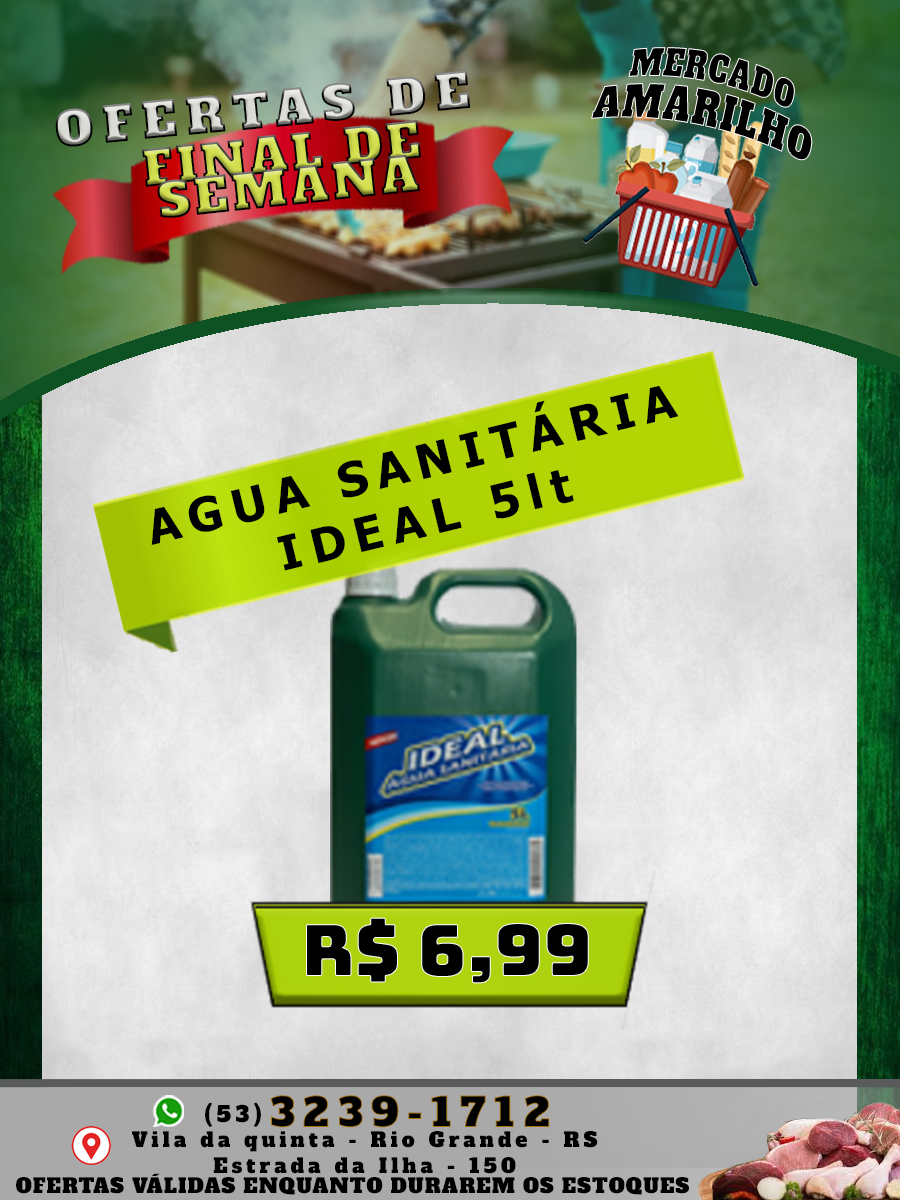 OFERTAS DE
FINAL DE
SEMANA
MERCADO
AMARILHO
AGUA SANITÁRIA
IDEAL 5lt
IDEAL
ÁGUA SANITÁRIA
5L
R$ 6,99
(53) 3239-1712
Vila da quinta - Rio Grande - RS
Estrada da Ilha - 150
OFERTAS VÁLIDAS ENQUANTO DURAREM OS ESTOQUES